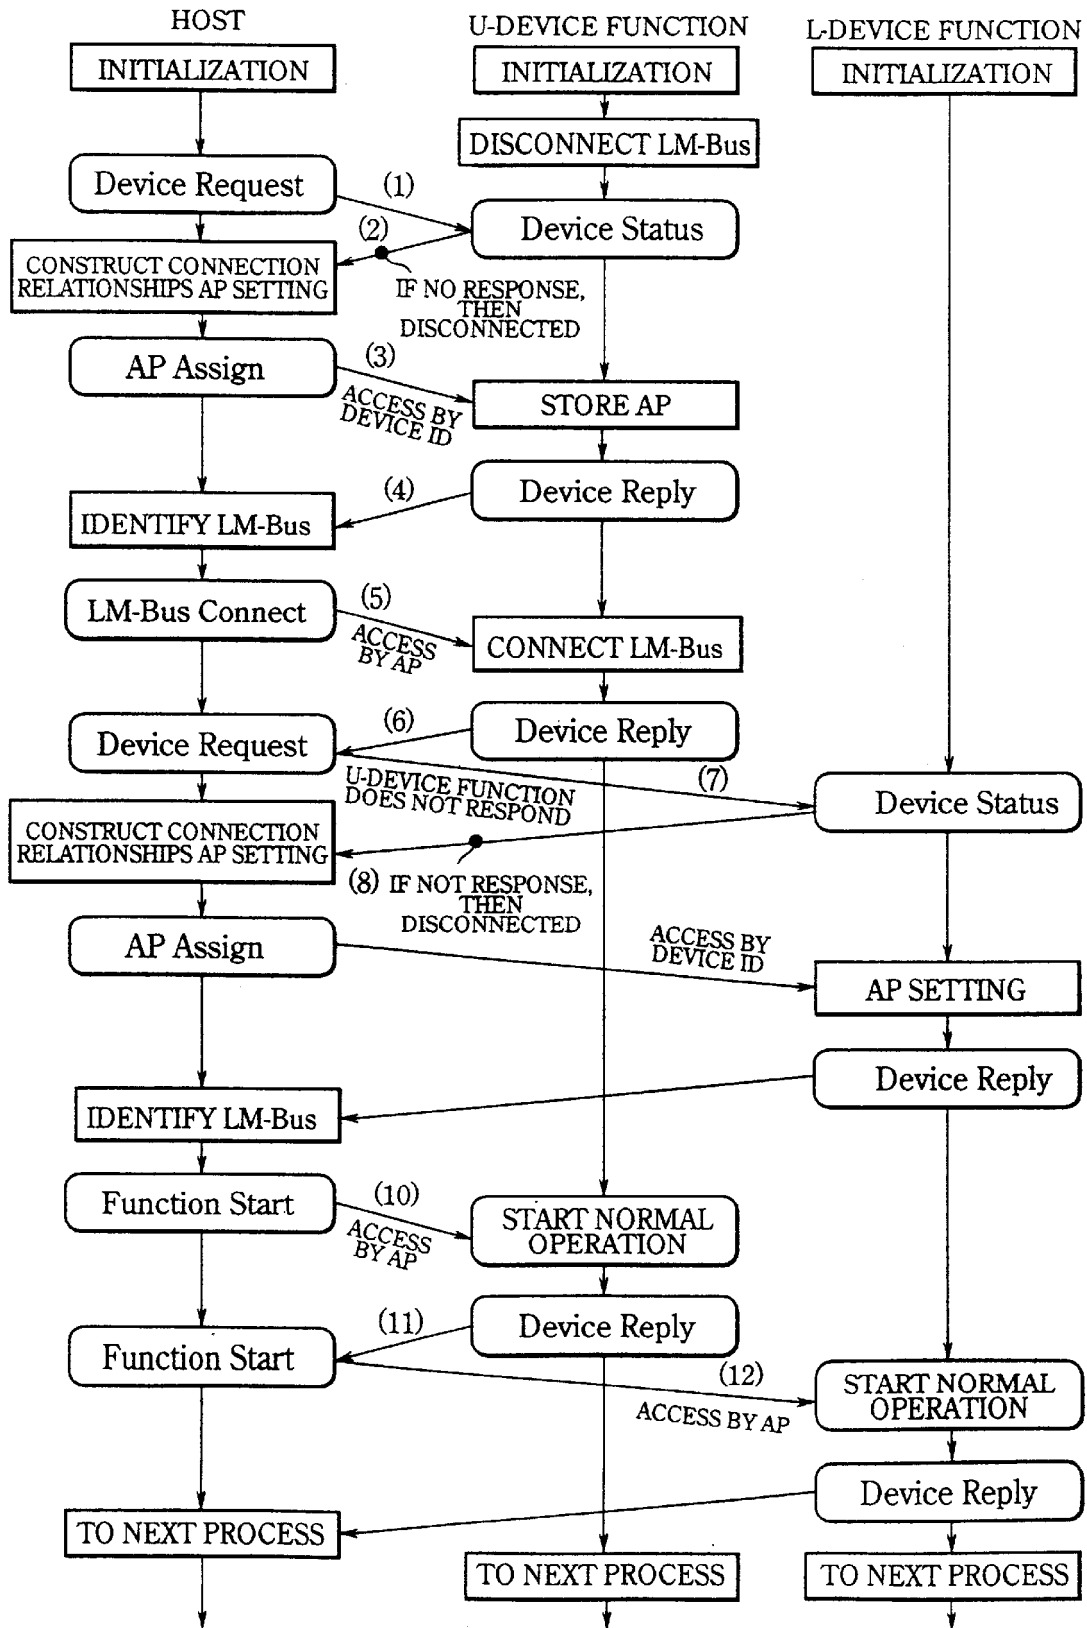 HOST
U-DEVICE FUNCTION
L-DEVICE FUNCTION
INITIALIZATION
INITIALIZATION
INITIALIZATION
DISCONNECT LM-Bus
Device Request
(1)
Device Status
(2)
CONSTRUCT CONNECTION
RELATIONSHIPS AP SETTING
IF NO RESPONSE,
THEN
DISCONNECTED
AP Assign
(3)
ACCESS BY
DEVICE ID
STORE AP
Device Reply
(4)
IDENTIFY LM-Bus
LM-Bus Connect
(5)
ACCESS
BY AP
CONNECT LM-Bus
Device Reply
(6)
Device Request
(7)
U-DEVICE FUNCTION
DOES NOT RESPOND
Device Status
CONSTRUCT CONNECTION
RELATIONSHIPS AP SETTING
(8) IF NOT RESPONSE,
THEN
DISCONNECTED
AP Assign
ACCESS BY
DEVICE ID
AP SETTING
Device Reply
IDENTIFY LM-Bus
Function Start
(10)
ACCESS
BY AP
START NORMAL
OPERATION
Device Reply
(11)
Function Start
(12)
ACCESS BY AP
START NORMAL
OPERATION
Device Reply
TO NEXT PROCESS
TO NEXT PROCESS
TO NEXT PROCESS